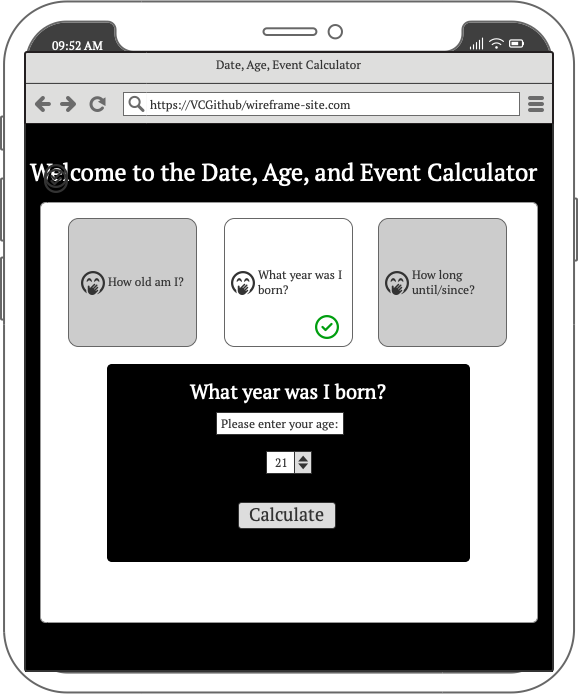 09:52 AM
Date, Age, Event Calculator
https://VCGithub/wireframe-site.com
Welcome to the Date, Age, and Event Calculator
How old am I?
What year was I
born?
How long
until/since?
What year was I born?
Please enter your age:
21
Calculate